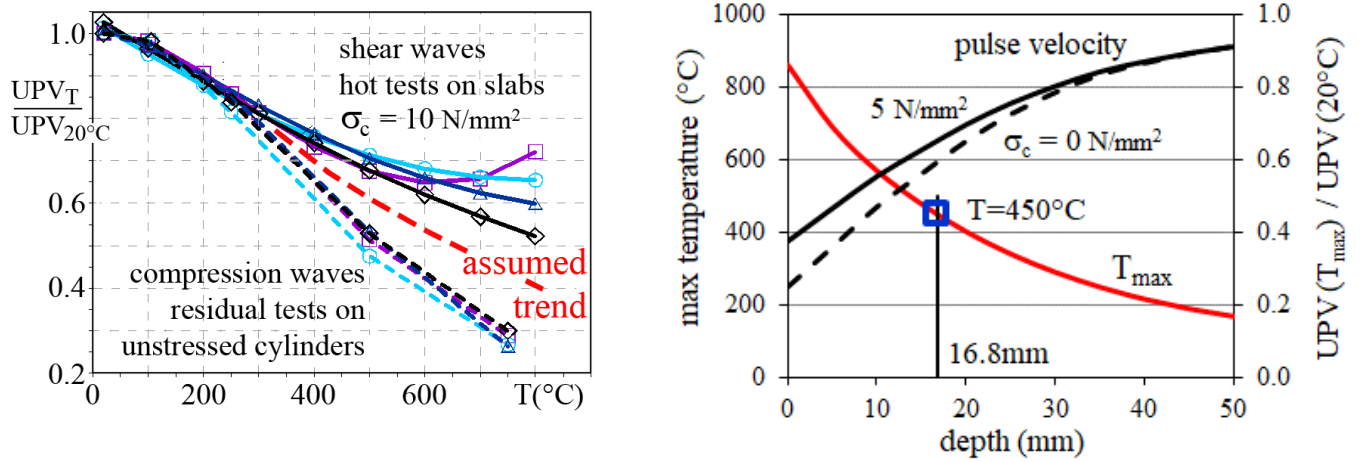 1.0
UPV_T
UPV_20°C
0.6
0.4
0.2
0
200
400
600
T(°C)
shear waves
hot tests on slabs
σ_c = 10 N/mm²
assumed
trend
compression waves
residual tests on
unstressed cylinders
max temperature (°C)
1000
800
600
400
200
0
pulse velocity
5 N/mm²
σ_c = 0 N/mm²
T=450°C
T_max
16.8mm
0
10
20
30
40
50
depth (mm)
1.0
0.8
0.6
0.4
0.2
0.0
UPV (T_max) / UPV (20°C)